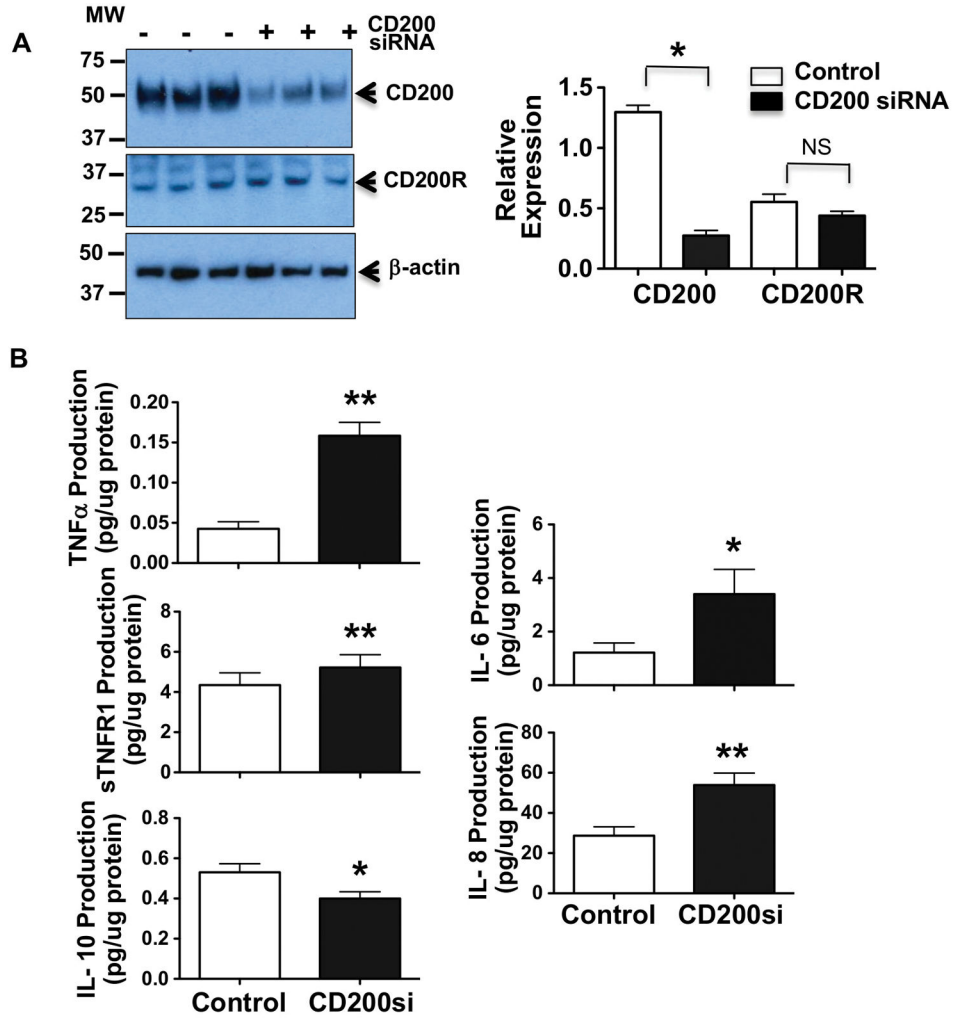 A
MW
- - - + + + CD200 siRNA
75
50
37
CD200
37
25
CD200R
50
37
β-actin
Relative Expression
1.5
1.0
0.5
0.0
*
NS
Control
CD200 siRNA
CD200 CD200R
B
TNFα Production
(pg/ug protein)
0.20
0.15
0.10
0.05
0.00
**
sTNFR1 Production
(pg/ug protein)
8
6
4
2
0
**
IL- 10 Production
(pg/ug protein)
0.8
0.6
0.4
0.2
0.0
*
Control CD200si
IL- 6 Production
(pg/ug protein)
6
4
2
0
*
IL- 8 Production
(pg/ug protein)
80
60
40
20
0
**
Control CD200si